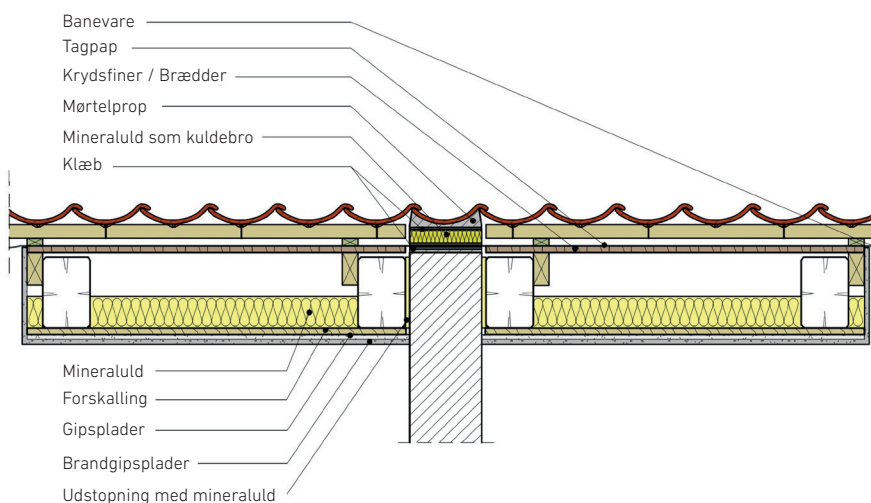 Banevare
Tagpap
Krydsfiner / Brædder
Mørtelprop
Mineraluld som kuldebro
Klæb
Mineraluld
Forskalling
Gipsplader
Brandgipsplader
Udstopning med mineraluld